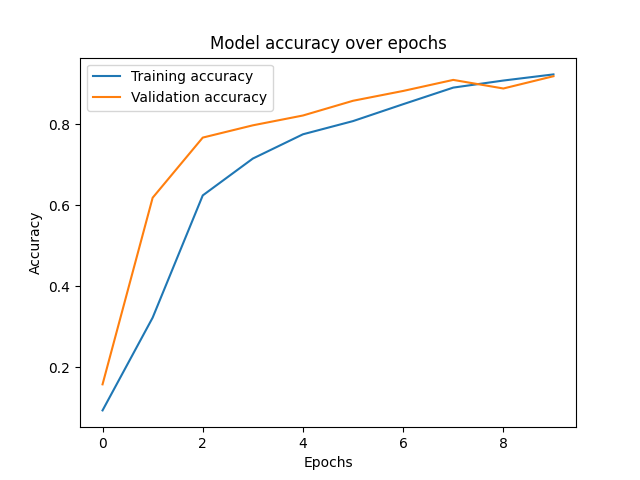 Model accuracy over epochs
Training accuracy
Validation accuracy
Accuracy
0.8
0.6
0.4
0.2
0 2 4 6 8
Epochs